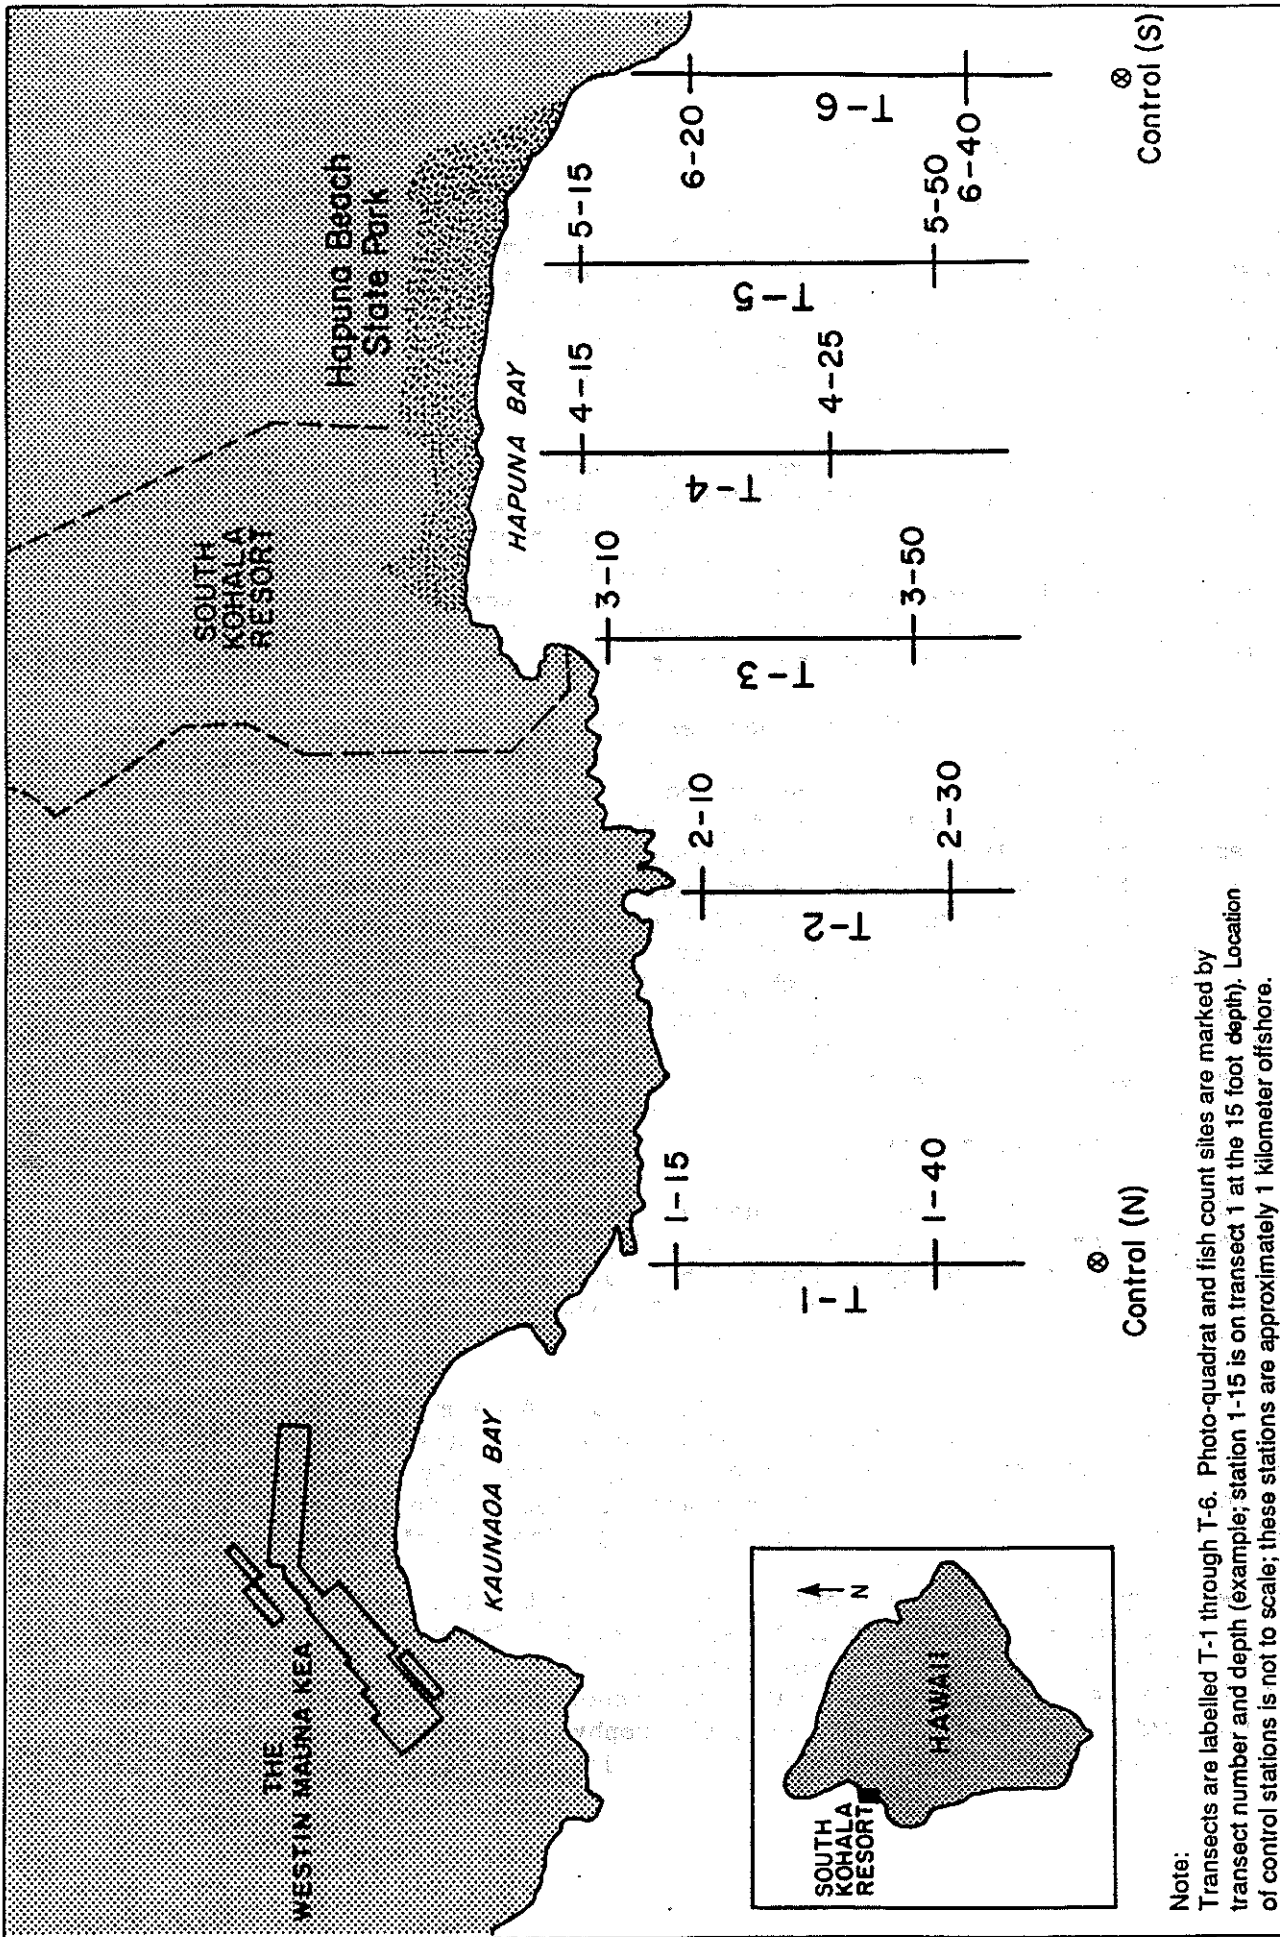 THE
WESTIN MAUNA KEA
SOUTH
KOHALA
RESORT
Hapuna Beach
State Park
KAUNAOA BAY
HAPUNA BAY
1-15
T-1
1-40
2-10
T-2
2-30
3-10
T-3
3-50
4-15
T-4
4-25
5-15
T-5
5-50
6-20
T-6
6-40
Control (N)
Control (S)
SOUTH
KOHALA
RESORT
HAWAII
N
Note:
Transects are labelled T-1 through T-6. Photo-quadrat and fish count sites are marked by
transect number and depth (example; station 1-15 is on transect 1 at the 15 foot depth). Location
of control stations is not to scale; these stations are approximately 1 kilometer offshore.